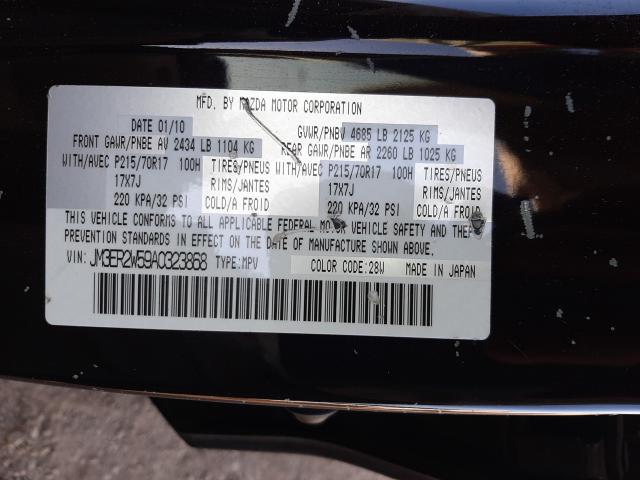 MFD. BY MAZDA MOTOR CORPORATION
DATE 01/10 GVWR/PNBV 4685 LB 2125 KG
FRONT GAWR/PNBE AV 2434 LB 1104 KG REAR GAWR/PNBE AR 2260 LB 1025 KG
WITH/AVEC P215/70R17 100H TIRES/PNEUS WITH/AVEC P215/70R17 100H TIRES/PNEUS
17X7J RIMS/JANTES 17X7J RIMS/JANTES
220 KPA/32 PSI COLD/A FROID 220 KPA/32 PSI COLD/A FROID
THIS VEHICLE CONFORMS TO ALL APPLICABLE FEDERAL MOTOR VEHICLE SAFETY AND THEFT
PREVENTION STANDARDS IN EFFECT ON THE DATE OF MANUFACTURE SHOWN ABOVE.
VIN: JM3ER2W59A0323868 TYPE:MPV COLOR CODE:28W MADE IN JAPAN